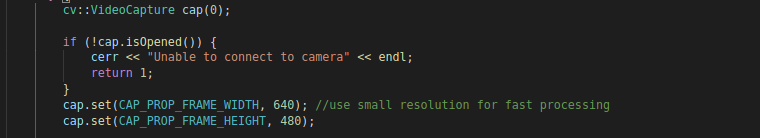 cv::VideoCapture cap(0);
if (!cap.isOpened()) {
cerr << "Unable to connect to camera" << endl;
return 1;
}
cap.set(CAP_PROP_FRAME_WIDTH, 640); //use small resolution for fast processing
cap.set(CAP_PROP_FRAME_HEIGHT, 480);